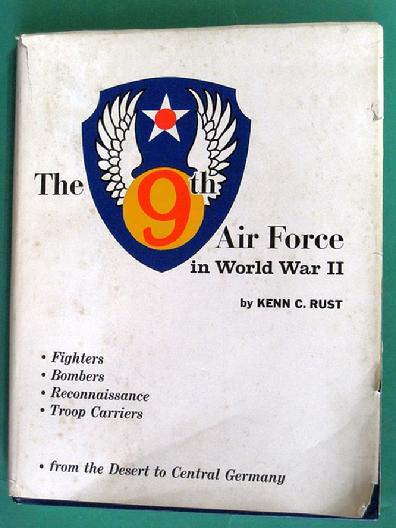 The 9th
Air Force
in World War II
by KENN C. RUST
• Fighters
• Bombers
• Reconnaissance
• Troop Carriers
• from the Desert to Central Germany